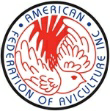 AMERICAN
FEDERATION OF AVICULTURE INC